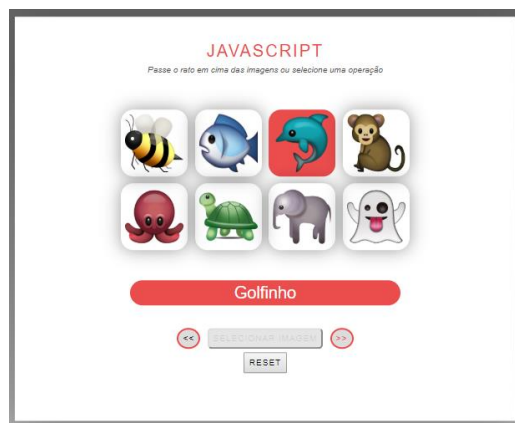 JAVASCRIPT
Passe o rato em cima das imagens ou selecione uma operação
Golfinho
<< SELECIONAR IMAGEM >>
RESET